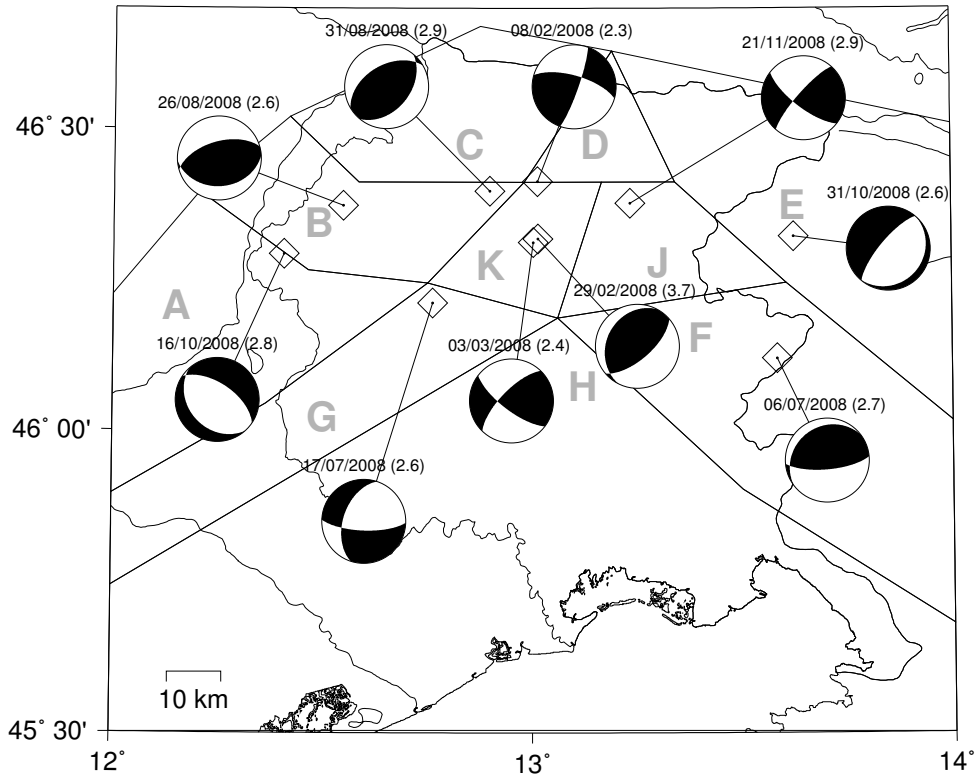 31/08/2008 (2.9)
08/02/2008 (2.3)
21/11/2008 (2.9)
26/08/2008 (2.6)
46˚ 30'
C
D
31/10/2008 (2.6)
E
B
K
J
29/02/2008 (3.7)
A
16/10/2008 (2.8)
03/03/2008 (2.4)
F
H
06/07/2008 (2.7)
G
46˚ 00'
17/07/2008 (2.6)
10 km
45˚ 30'
12˚
13˚
14˚